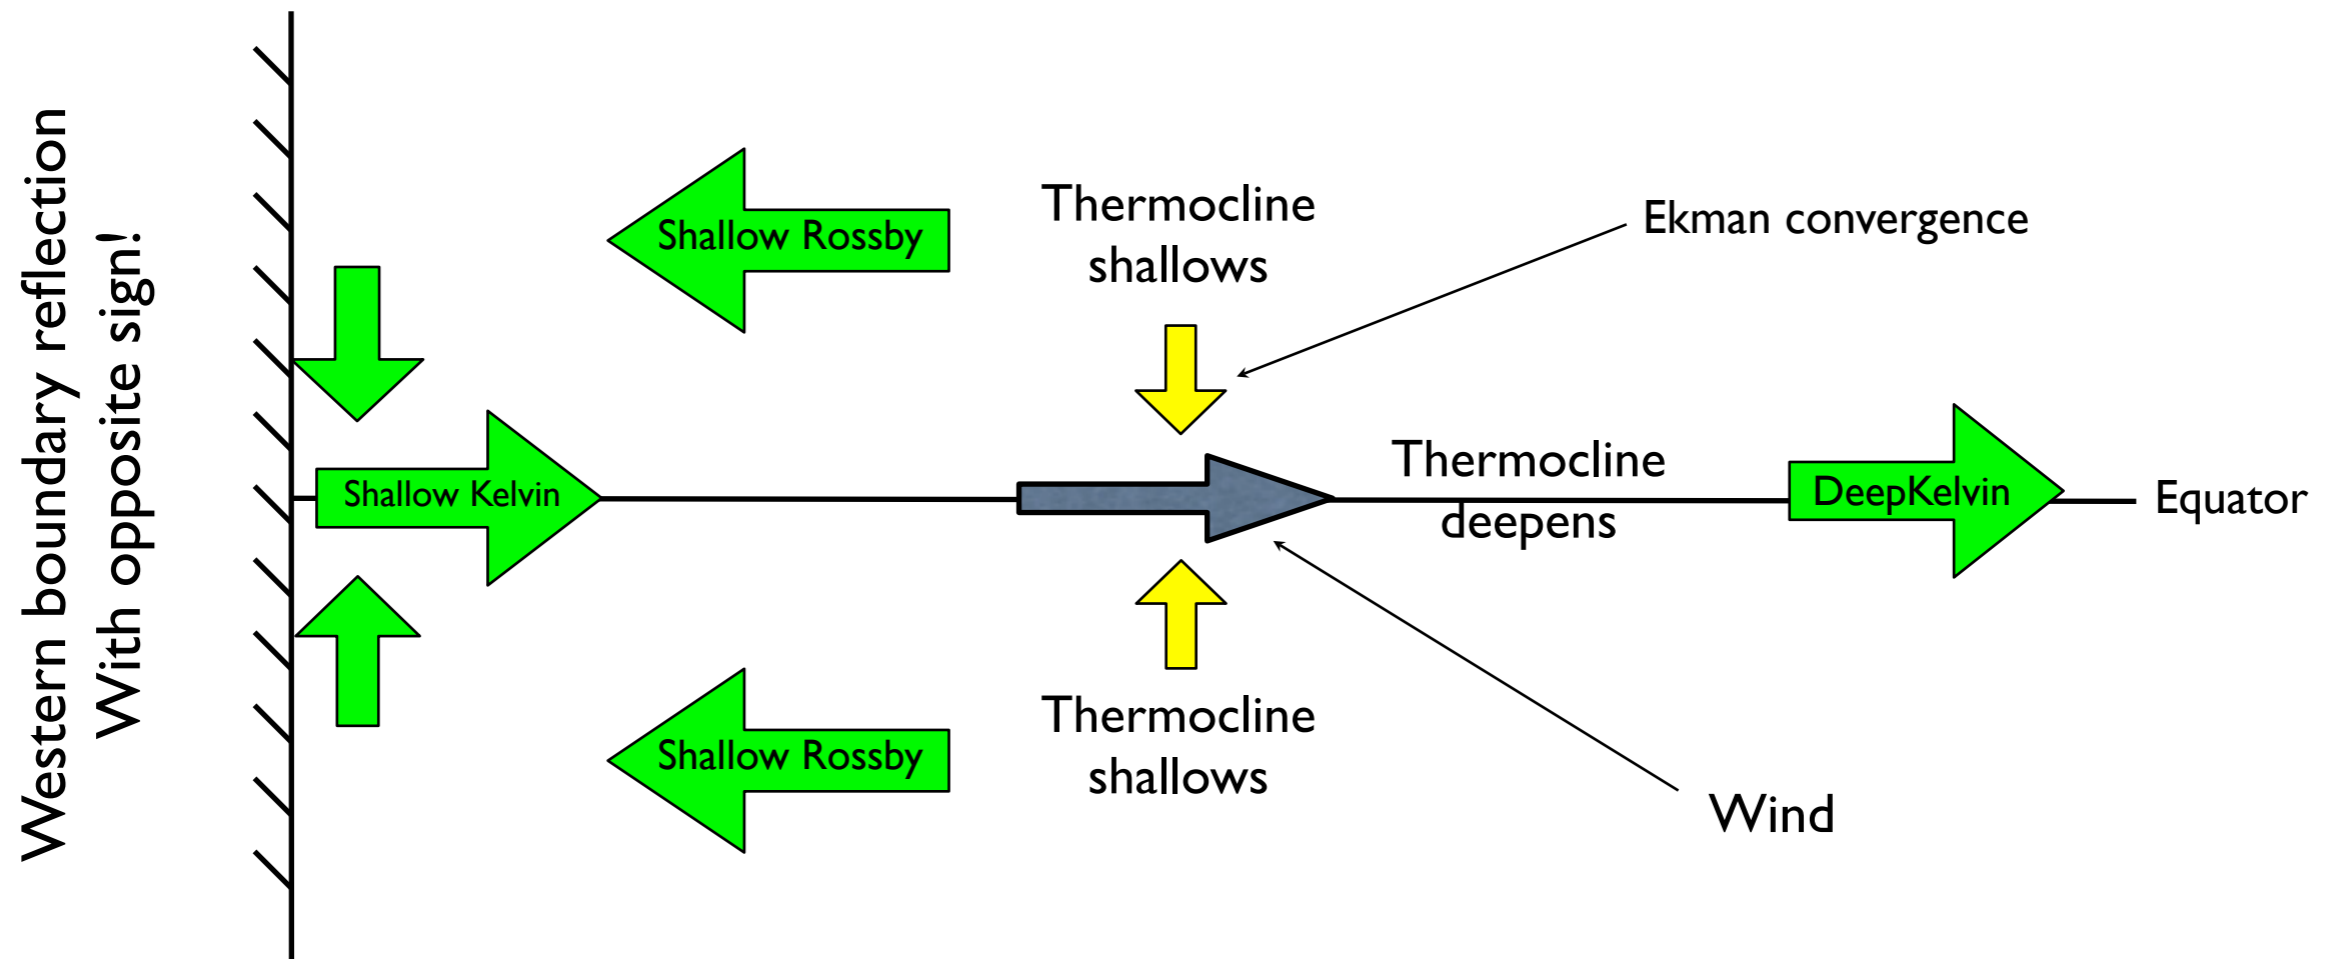 Western boundary reflection
With opposite sign!
Shallow Rossby
Thermocline
shallows
Ekman convergence
Shallow Kelvin
Thermocline
deepens
DeepKelvin
Equator
Shallow Rossby
Thermocline
shallows
Wind